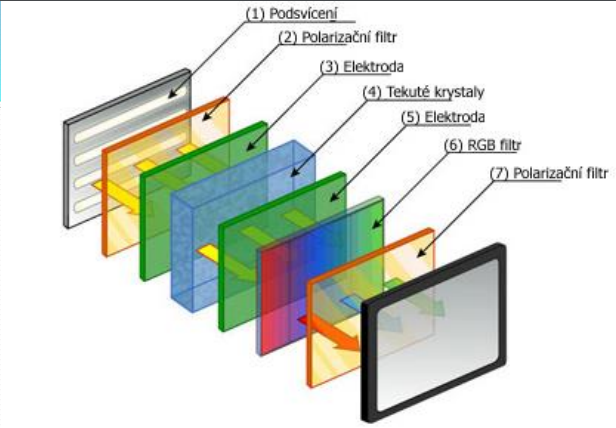 (1) Podsvícení
(2) Polarizační filtr
(3) Elektroda
(4) Tekuté krystaly
(5) Elektroda
(6) RGB filtr
(7) Polarizační filtr